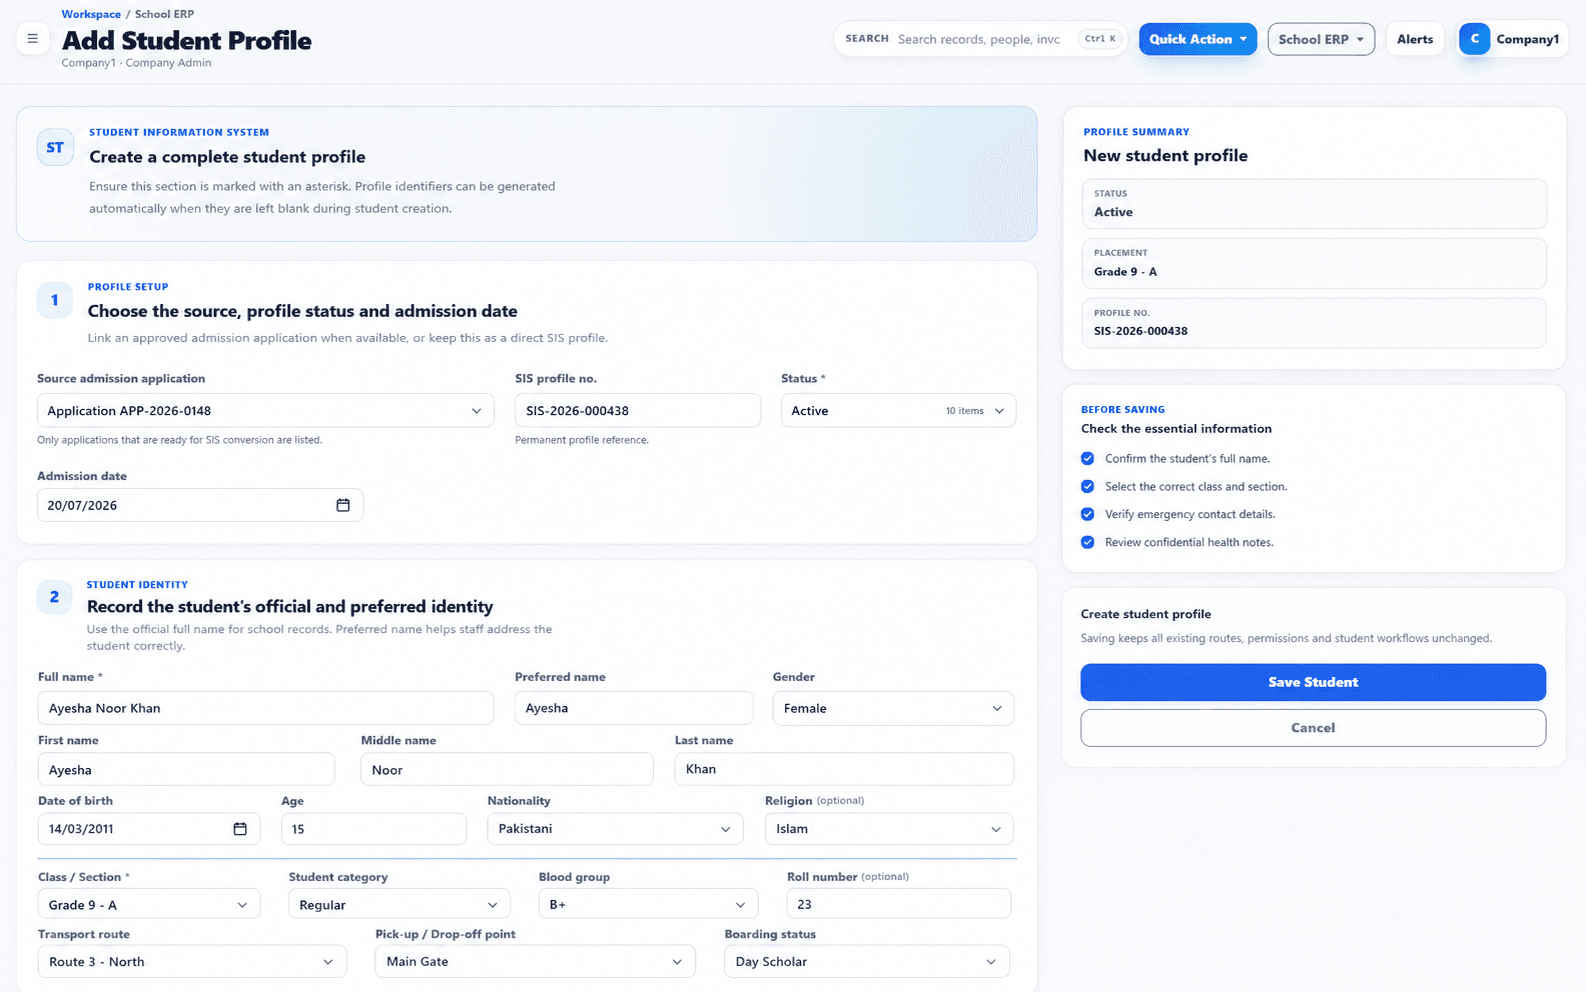 Workspace / School ERP
Add Student Profile
Company1 · Company Admin
SEARCH Search records, people, invc Ctrl K
Quick Action
School ERP
Alerts
C Company1
ST
STUDENT INFORMATION SYSTEM
Create a complete student profile
Ensure this section is marked with an asterisk. Profile identifiers can be generated
automatically when they are left blank during student creation.
1
PROFILE SETUP
Choose the source, profile status and admission date
Link an approved admission application when available, or keep this as a direct SIS profile.
Source admission application SIS profile no. Status *
Application APP-2026-0148 SIS-2026-000438 Active 10 items
Only applications that are ready for SIS conversion are listed. Permanent profile reference.
Admission date
20/07/2026
2
STUDENT IDENTITY
Record the student's official and preferred identity
Use the official full name for school records. Preferred name helps staff address the
student correctly.
Full name * Preferred name Gender
Ayesha Noor Khan Ayesha Female
First name Middle name Last name
Ayesha Noor Khan
Date of birth Age Nationality Religion (optional)
14/03/2011 15 Pakistani Islam
Class / Section * Student category Blood group Roll number (optional)
Grade 9 - A Regular B+ 23
Transport route Pick-up / Drop-off point Boarding status
Route 3 - North Main Gate Day Scholar
PROFILE SUMMARY
New student profile
STATUS
Active
PLACEMENT
Grade 9 - A
PROFILE NO.
SIS-2026-000438
BEFORE SAVING
Check the essential information
Confirm the student's full name.
Select the correct class and section.
Verify emergency contact details.
Review confidential health notes.
Create student profile
Saving keeps all existing routes, permissions and student workflows unchanged.
Save Student
Cancel